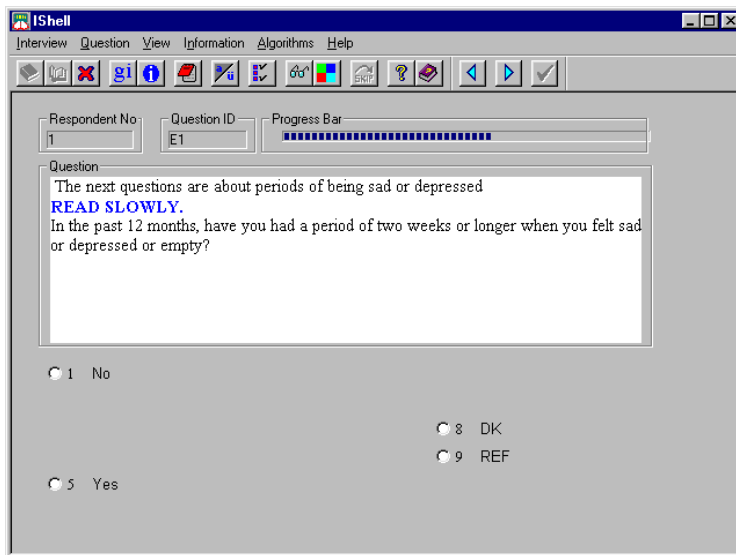 IShell
Interview Question View Information Algorithms Help
gi i a/ü SKIP ?
Respondent No Question ID Progress Bar
1 E1
Question
The next questions are about periods of being sad or depressed
READ SLOWLY.
In the past 12 months, have you had a period of two weeks or longer when you felt sad
or depressed or empty?
1 No
8 DK
9 REF
5 Yes